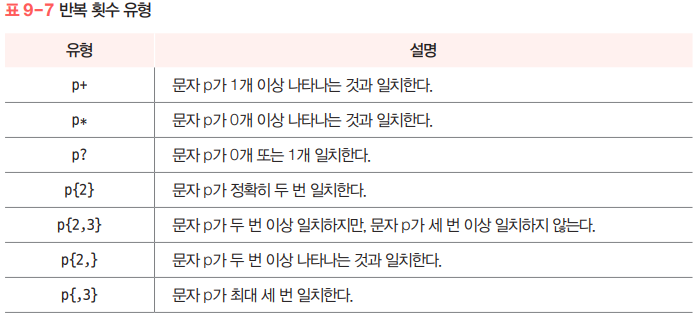 표 9-7 반복 횟수 유형
유형 설명
p+ 문자 p가 1개 이상 나타나는 것과 일치한다.
p* 문자 p가 0개 이상 나타나는 것과 일치한다.
p? 문자 p가 0개 또는 1개 일치한다.
p{2} 문자 p가 정확히 두 번 일치한다.
p{2,3} 문자 p가 두 번 이상 일치하지만, 문자 p가 세 번 이상 일치하지 않는다.
p{2,} 문자 p가 두 번 이상 나타나는 것과 일치한다.
p{,3} 문자 p가 최대 세 번 일치한다.